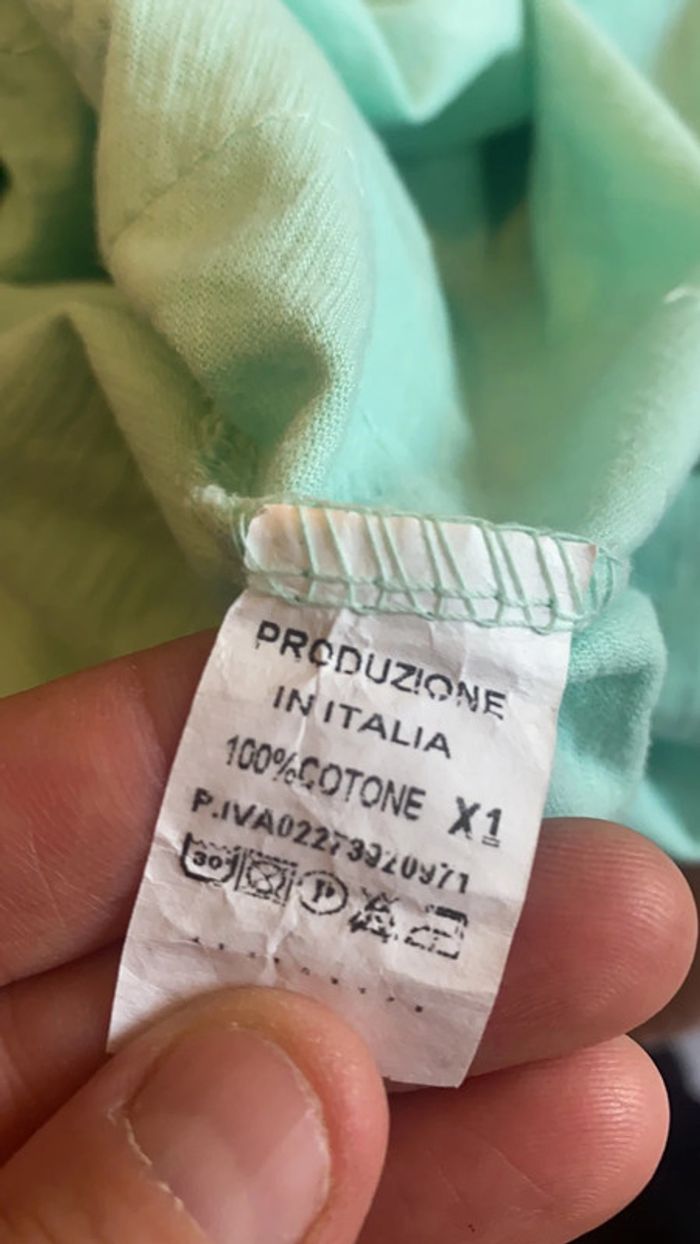 PRODUZIONE
IN ITALIA
100%COTONE X1
P.IVA02273920971
30 P